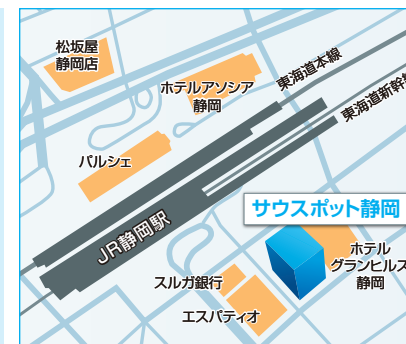 松坂屋
静岡店
ホテルアソシア
静岡
東海道本線
東海道新幹線
パルシェ
JR静岡駅
サウスポット静岡
ホテル
グランヒルズ
静岡
スルガ銀行
エスパティオ